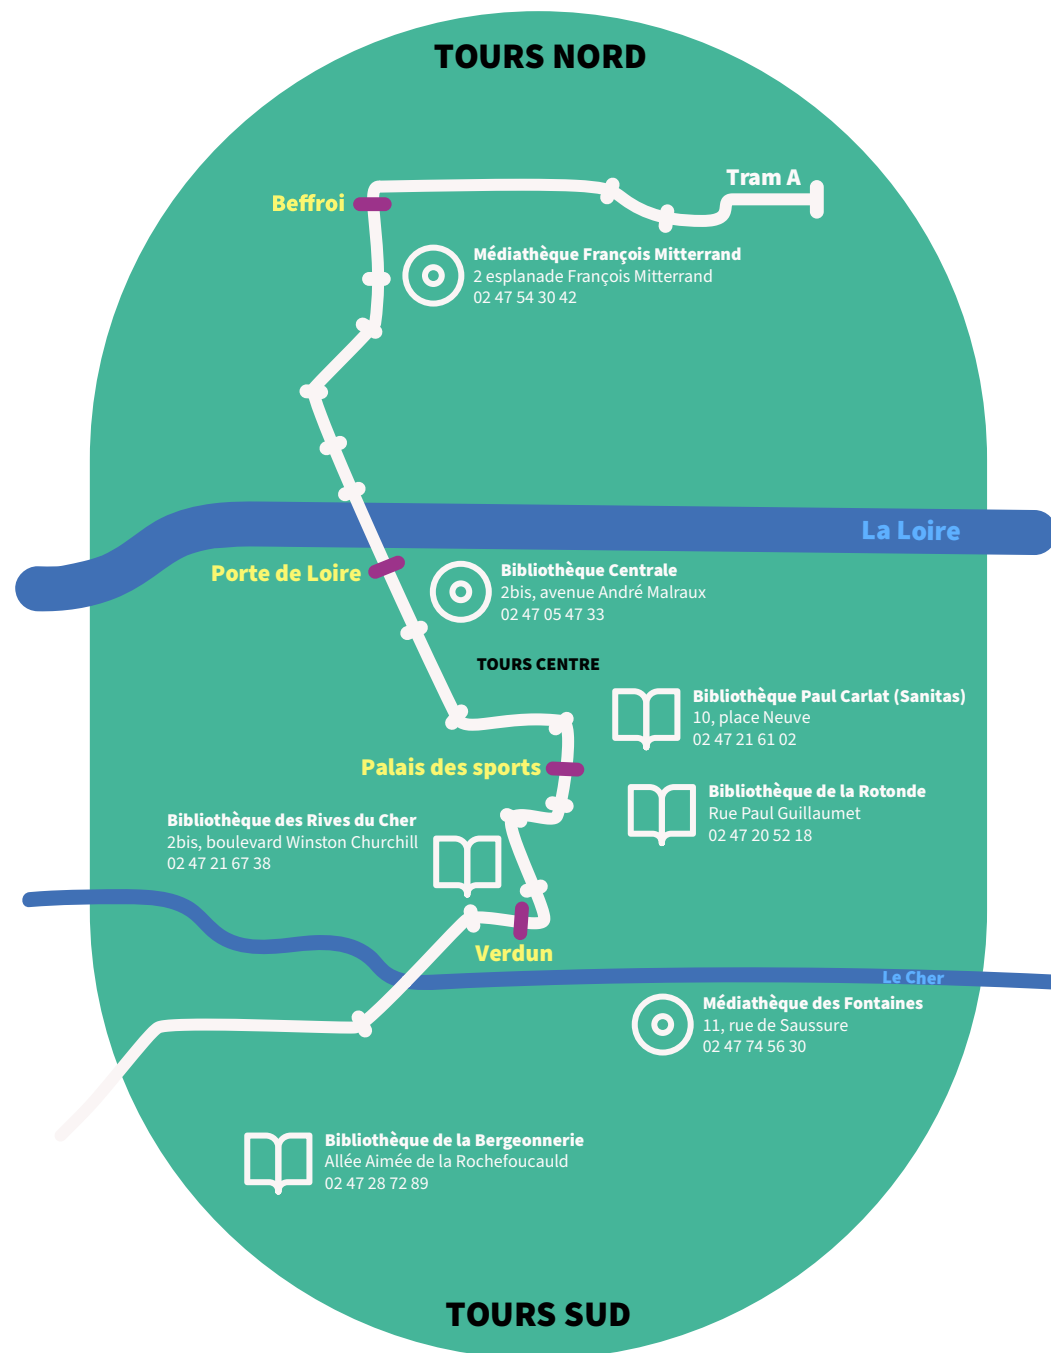 TOURS NORD
Tram A
Beffroi
Médiathèque François Mitterrand
2 esplanade François Mitterrand
02 47 54 30 42
La Loire
Porte de Loire
Bibliothèque Centrale
2bis, avenue André Malraux
02 47 05 47 33
TOURS CENTRE
Bibliothèque Paul Carlat (Sanitas)
10, place Neuve
02 47 21 61 02
Palais des sports
Bibliothèque de la Rotonde
Rue Paul Guillaumet
02 47 20 52 18
Bibliothèque des Rives du Cher
2bis, boulevard Winston Churchill
02 47 21 67 38
Verdun
Le Cher
Médiathèque des Fontaines
11, rue de Saussure
02 47 74 56 30
Bibliothèque de la Bergeonnerie
Allée Aimée de la Rochefoucauld
02 47 28 72 89
TOURS SUD